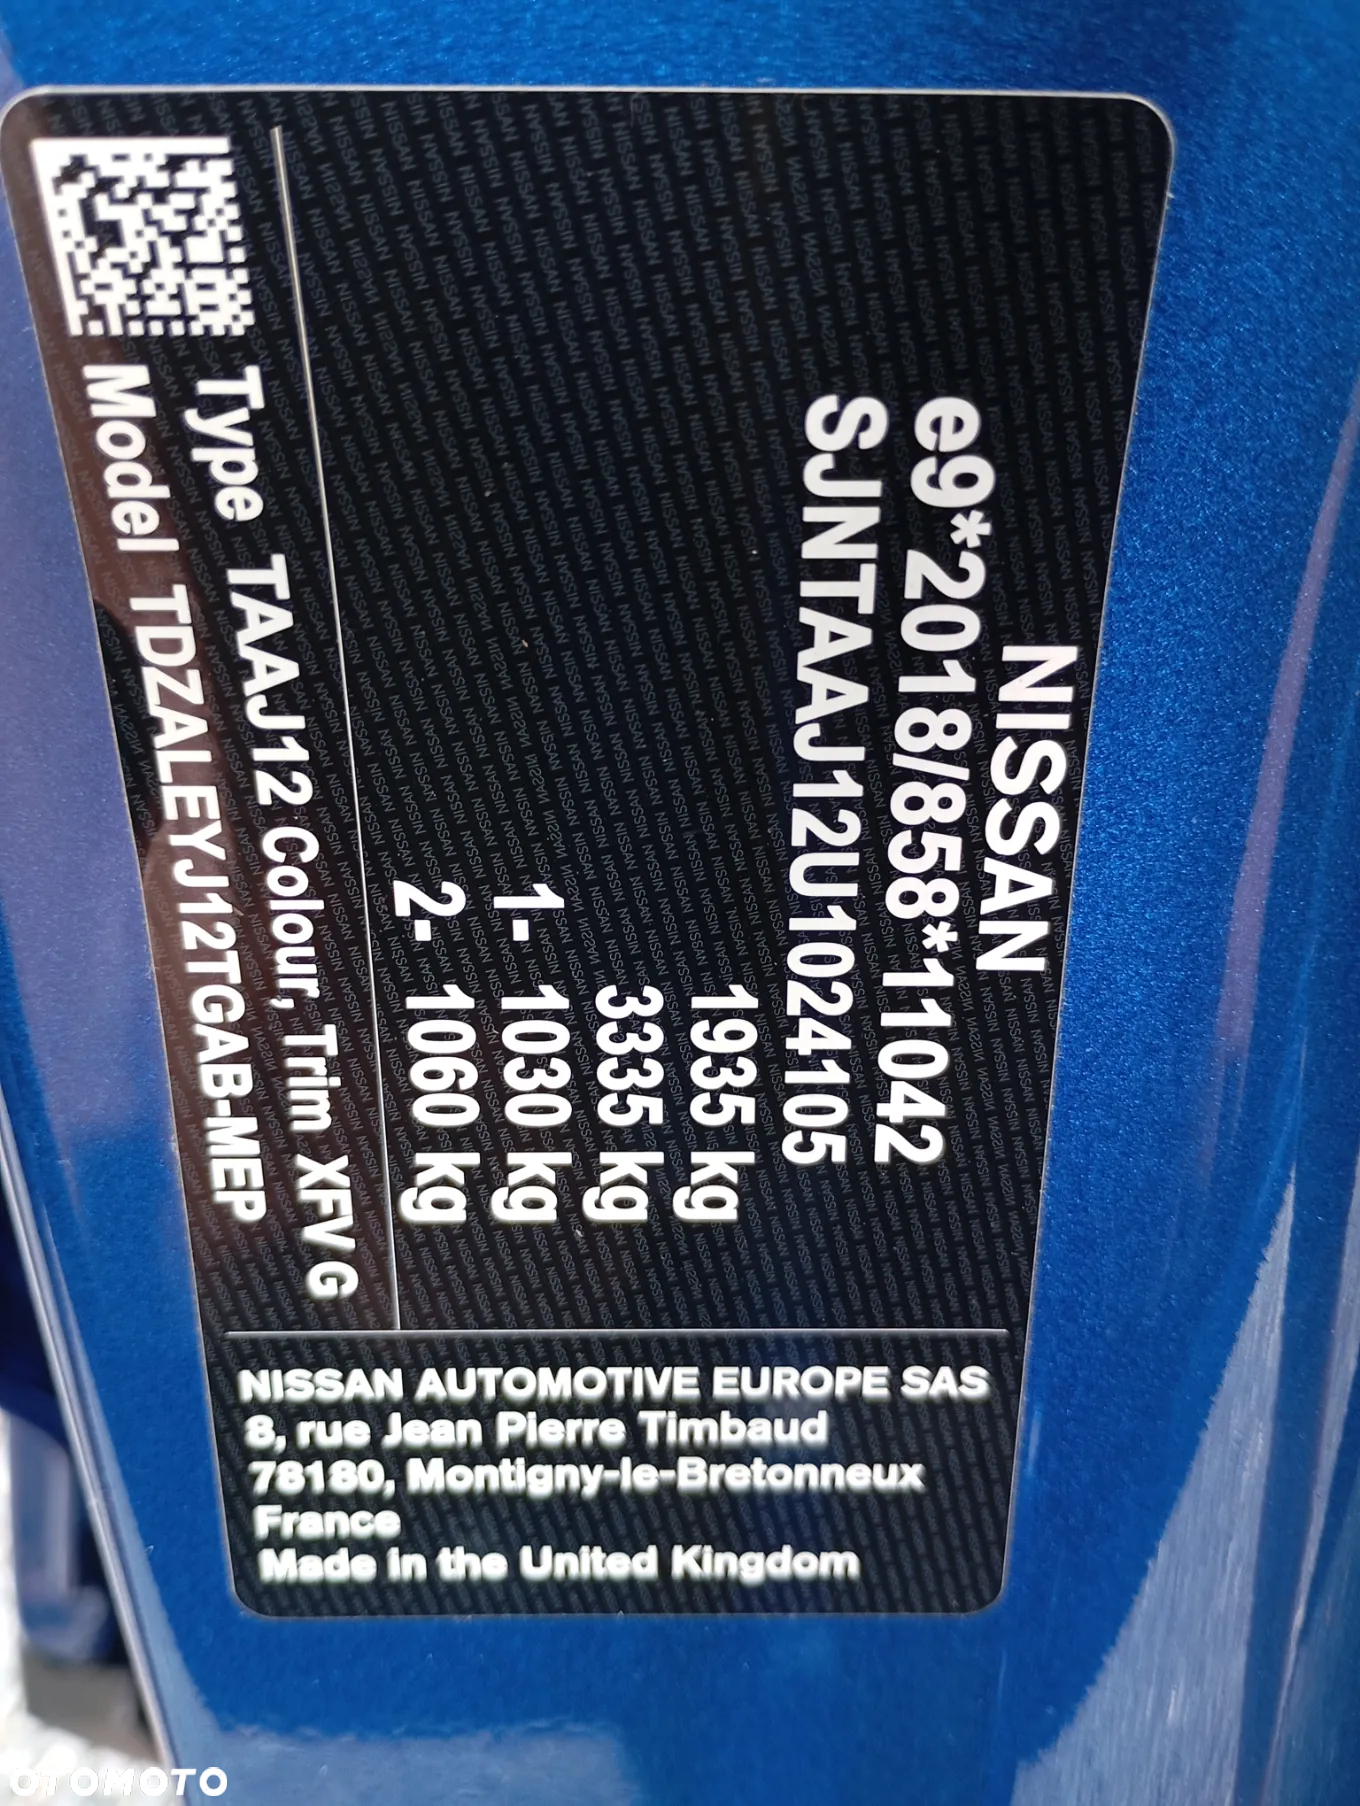 NISSAN
e9*2018/858*11042
SJNTAAJ12U1024105
1935 kg
3335 kg
1- 1030 kg
2- 1060 kg
Type TAAJ12 Colour, Trim XFV G
Model TDZALEYJ12TGAB-MEP
NISSAN AUTOMOTIVE EUROPE SAS
8, rue Jean Pierre Timbaud
78180, Montigny-le-Bretonneux
France
Made in the United Kingdom
OTOMOTO